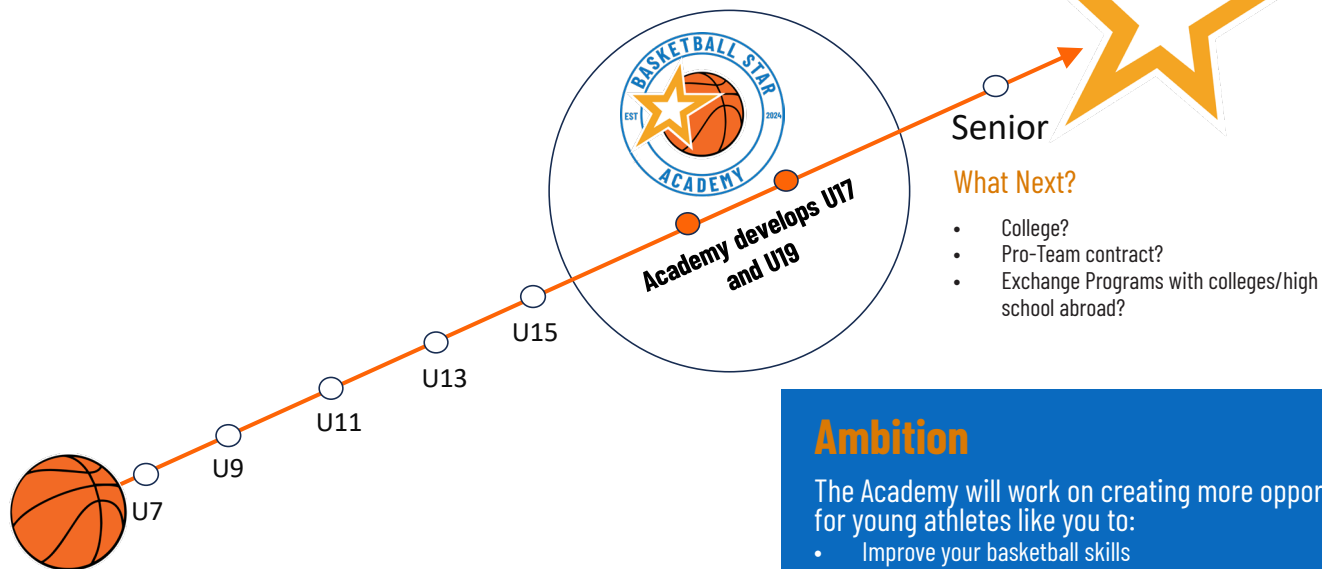 BASKETBALL STAR
EST
2024
ACADEMY
Senior
What Next?
• College?
• Pro-Team contract?
• Exchange Programs with colleges/high
school abroad?
Academy develops U17
and U19
U15
U13
U11
U9
U7
Ambition
The Academy will work on creating more oppor
for young athletes like you to:
• Improve your basketball skills